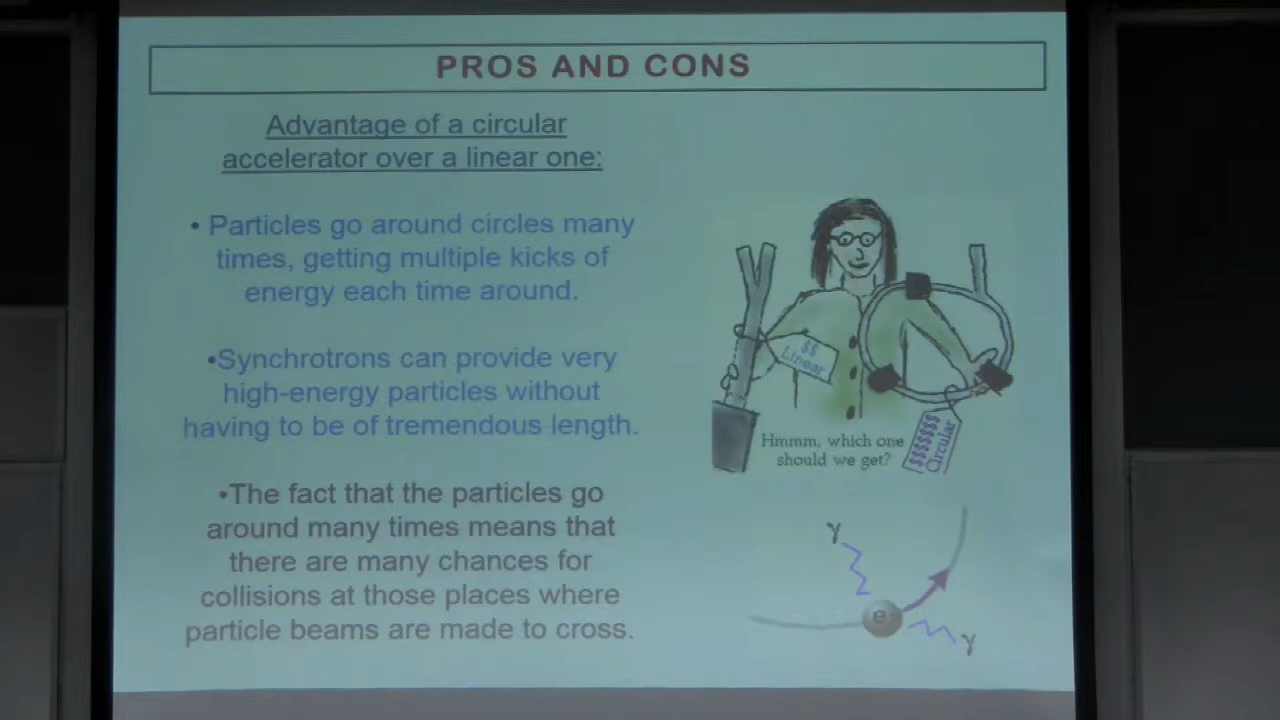 PROS AND CONS
Advantage of a circular
accelerator over a linear one:
• Particles go around circles many
times, getting multiple kicks of
energy each time around.
•Synchrotrons can provide very
high-energy particles without
having to be of tremendous length.
•The fact that the particles go
around many times means that
there are many chances for
collisions at those places where
particle beams are made to cross.
$$
Linear
$$$$$$$
Circular
Hmmm, which one
should we get?
γ
e-
γ